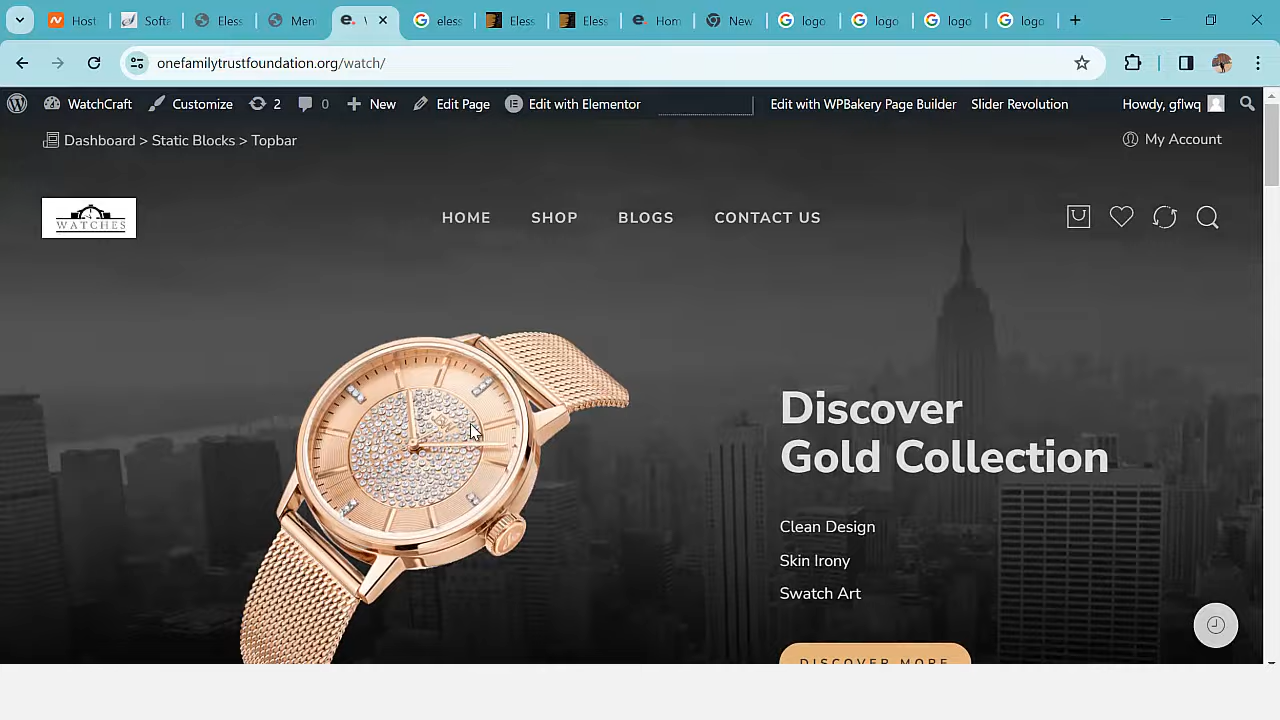 Host
Softa
Eless
Men
eless
Eless
Eless
Hom
New
logo
logo
logo
logo
onefamilytrustfoundation.org/watch/
WatchCraft
Customize
2
0
New
Edit Page
Edit with Elementor
Edit with WPBakery Page Builder
Slider Revolution
Howdy, gflwq
Dashboard > Static Blocks > Topbar
My Account
WATCHES
HOME
SHOP
BLOGS
CONTACT US
Discover
Gold Collection
Clean Design
Skin Irony
Swatch Art
DISCOVER MORE